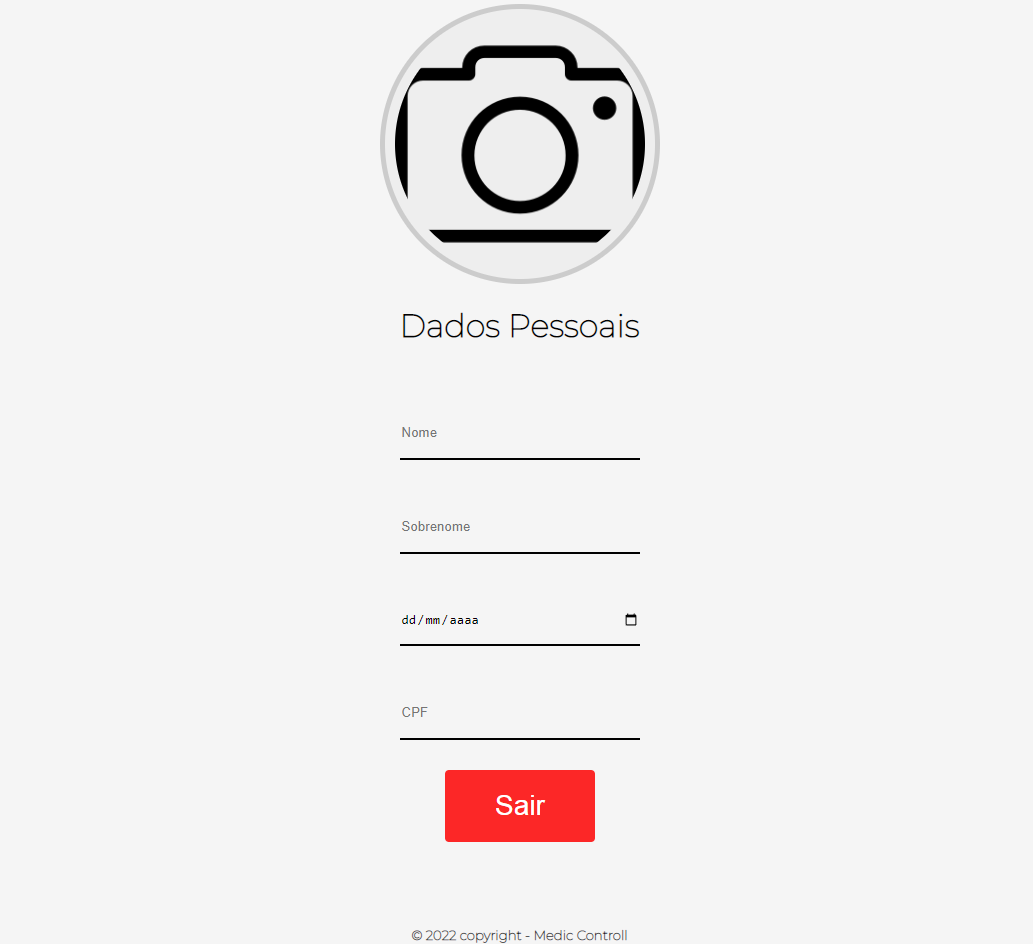 Dados Pessoais
Nome
Sobrenome
dd/mm/aaaa
CPF
Sair
© 2022 copyright - Medic Controll